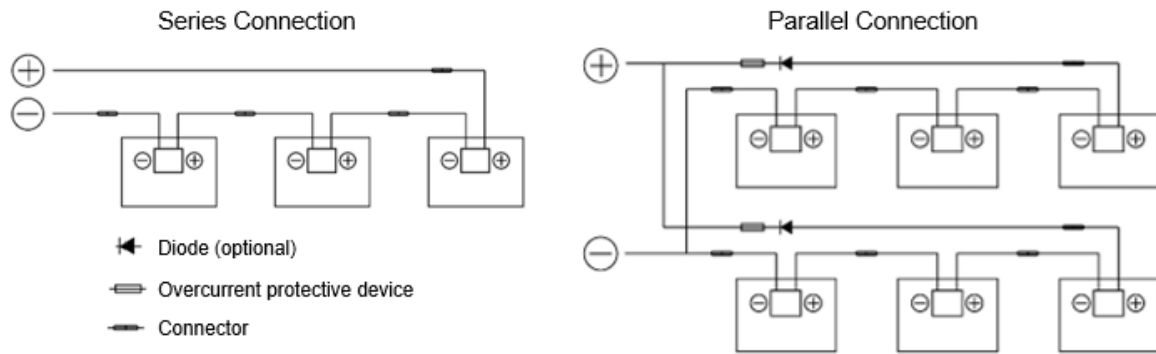 Series Connection
Parallel Connection
Diode (optional)
Overcurrent protective device
Connector